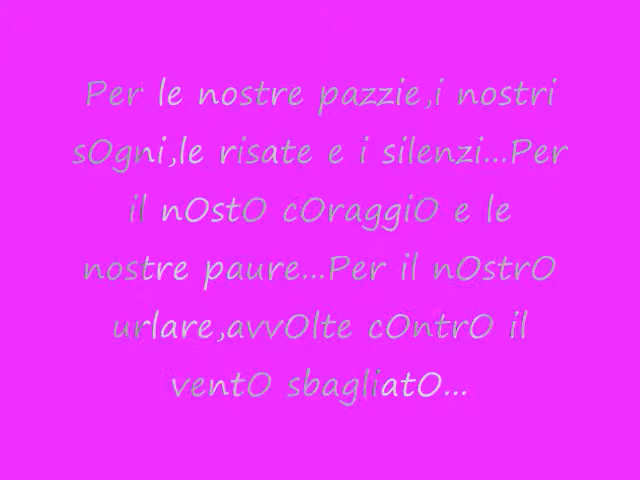 Per le nostre pazzie,i nostri
sOgni,le risate e i silenzi...Per
il nOstO cOraggiO e le
nostre paure...Per il nOstrO
urlare,avvOlte cOntrO il
ventO sbagliatO...